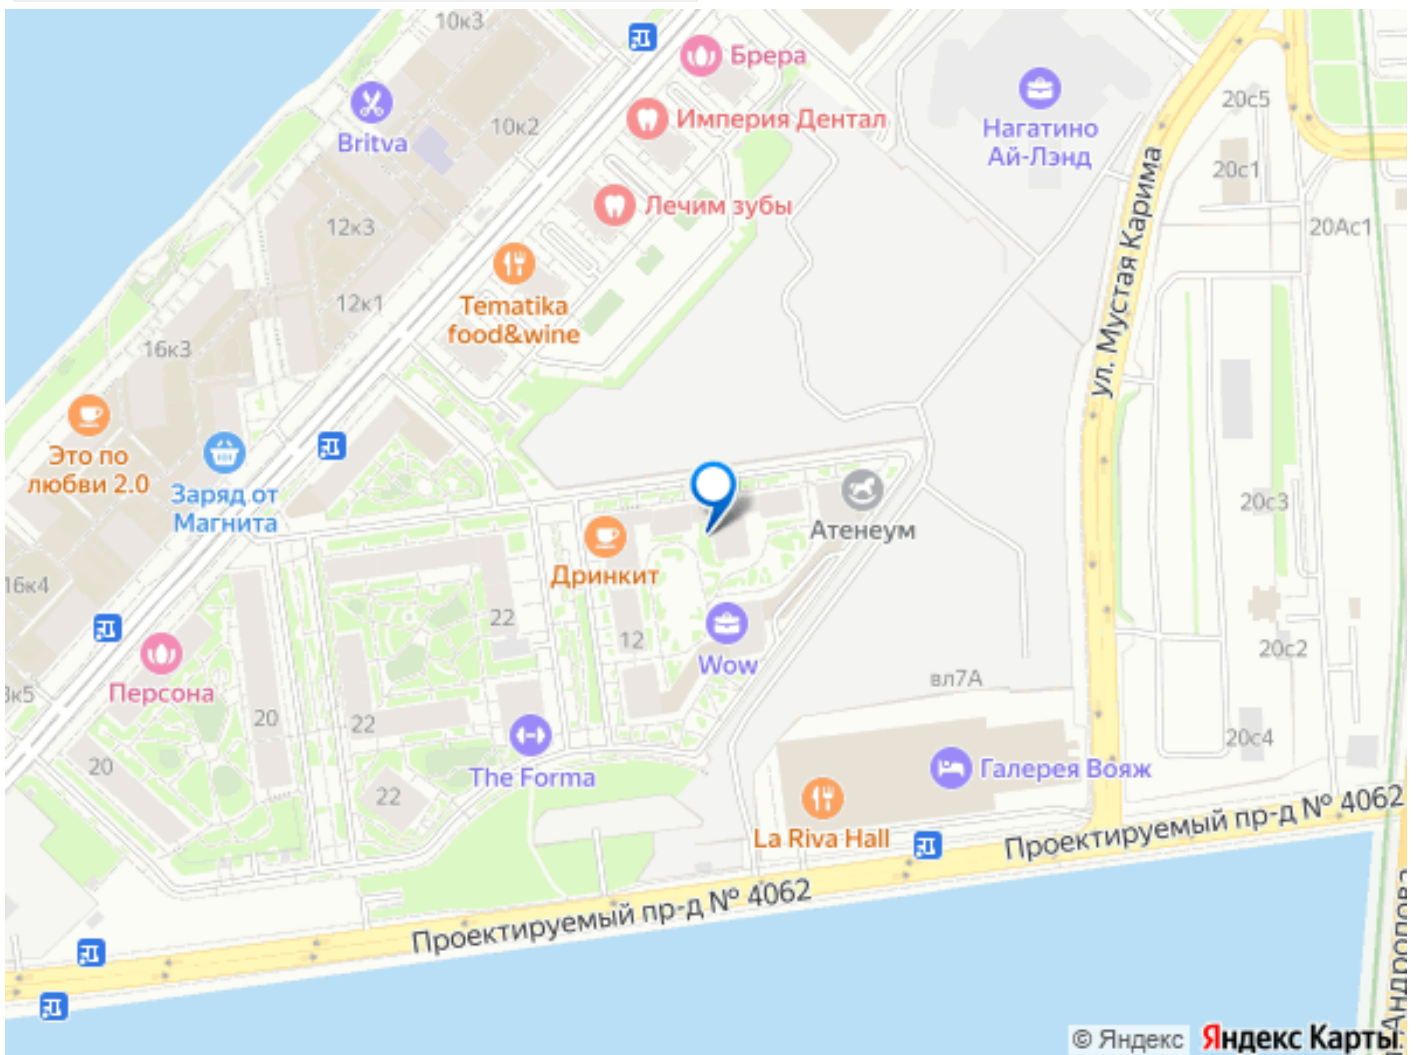 10к3
Брера
Britva
10к2
Империя Дентал
Нагатино
Ай-Лэнд
20с5
20с1
Лечим зубы
12к3
20Ас1
ул. Мустая Карима
12к1
Tematika
food&wine
16к3
Это по
любви 2.0
Заряд от
Магнита
20с3
Атенеум
Дринкит
16к4
22
12
Wow
20с2
вл7А
Персона
20
22
20с4
20
The Forma
22
Галерея Вояж
La Riva Hall
Проектируемый пр-д № 4062
Проектируемый пр-д № 4062
Андропова
© Яндекс Яндекс Карты